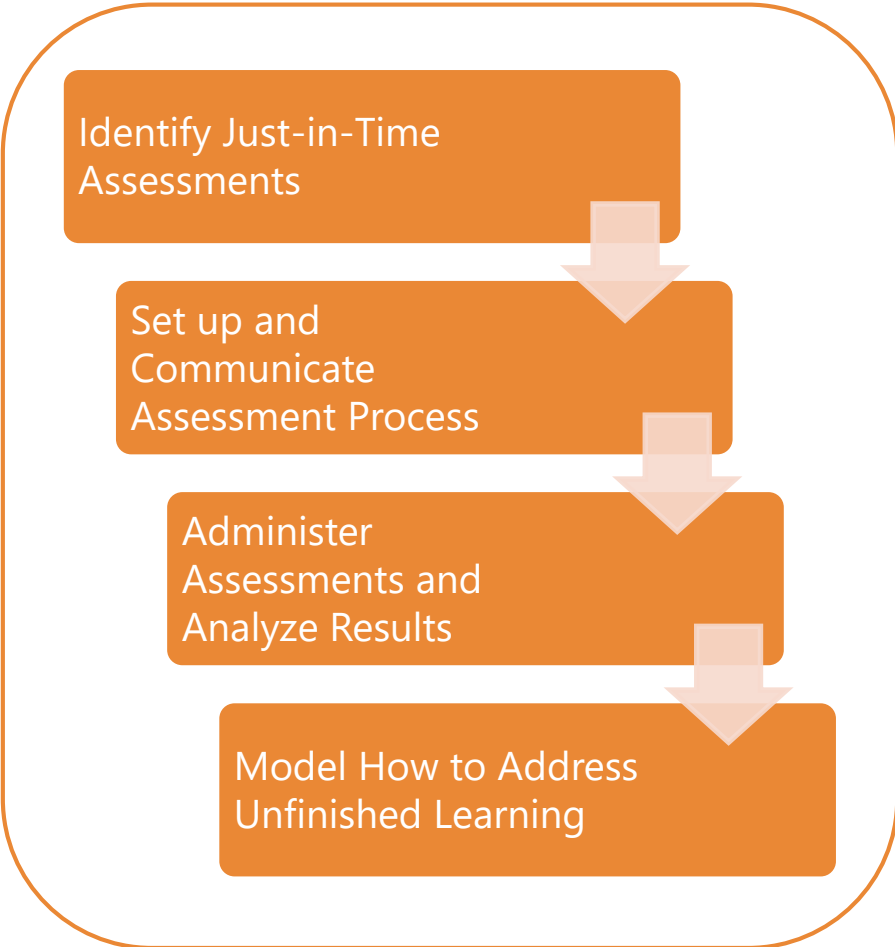 Identify Just-in-Time
Assessments
Set up and
Communicate
Assessment Process
Administer
Assessments and
Analyze Results
Model How to Address
Unfinished Learning